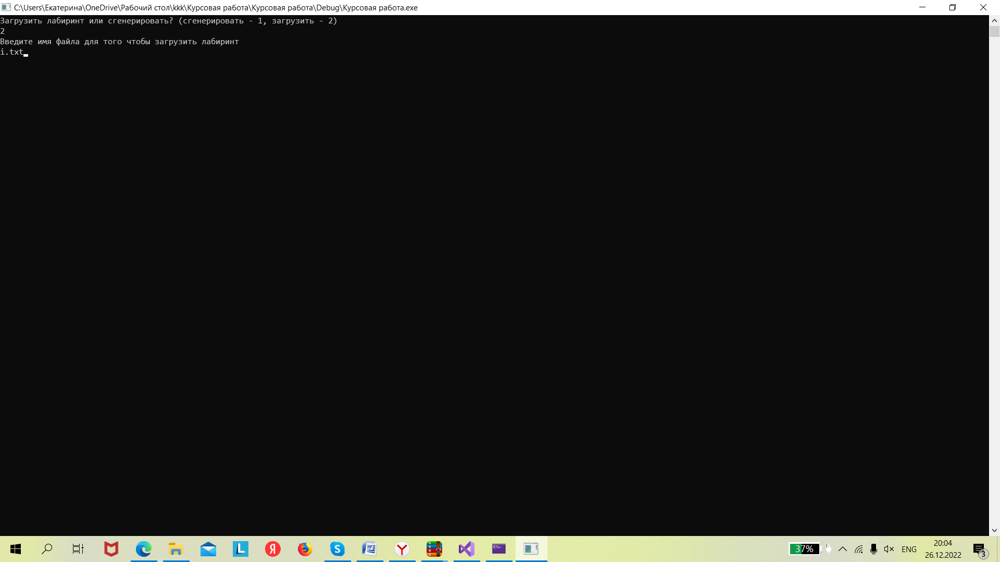 C:\Users\Екатерина\OneDrive\Рабочий стол\kkk\Курсовая работа\Курсовая работа\Debug\Курсовая работа.exe
Загрузить лабиринт или сгенерировать? (сгенерировать - 1, загрузить - 2)
2
Введите имя файла для того чтобы загрузить лабиринт
i.txt
37%
ENG
20:04
26.12.2022
3